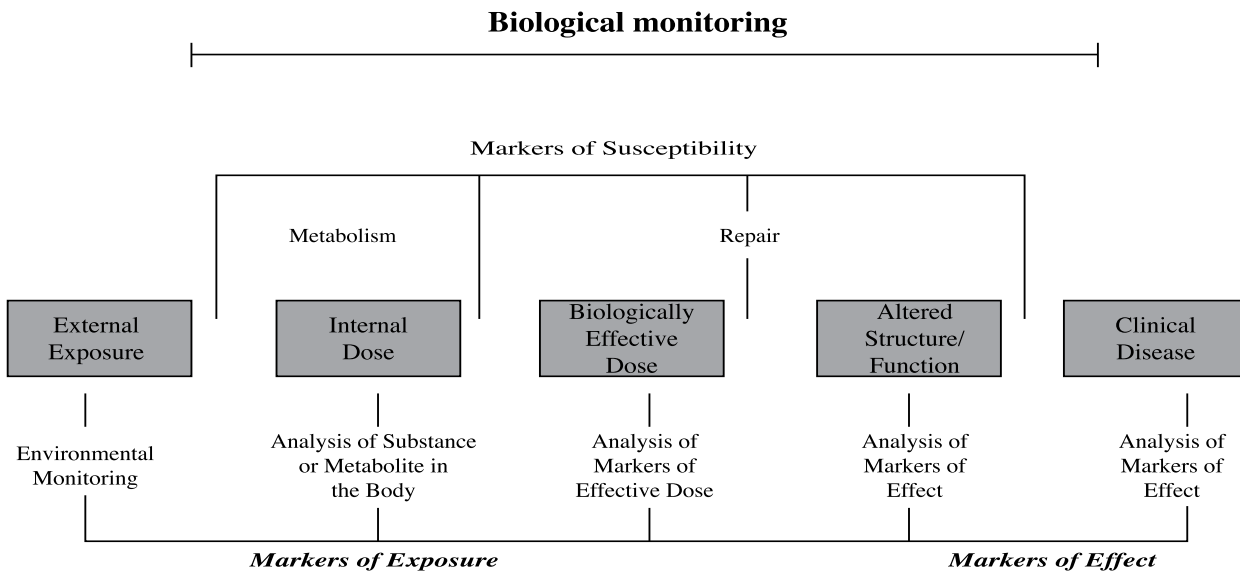 Biological monitoring
Markers of Susceptibility
Metabolism
Repair
External
Exposure
Internal
Dose
Biologically
Effective
Dose
Altered
Structure/
Function
Clinical
Disease
Environmental
Monitoring
Analysis of Substance
or Metabolite in
the Body
Analysis of
Markers of
Effective Dose
Analysis of
Markers of
Effect
Analysis of
Markers of
Effect
Markers of Exposure
Markers of Effect